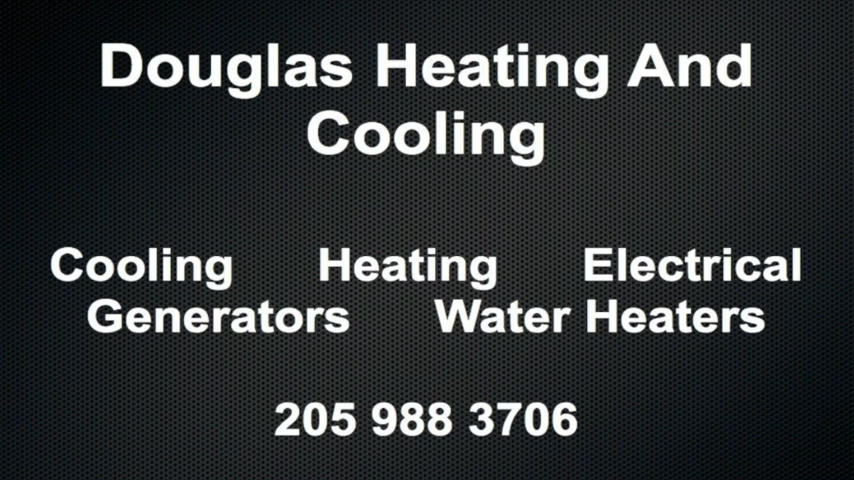 Douglas Heating And
Cooling
Cooling Heating Electrical
Generators Water Heaters
205 988 3706